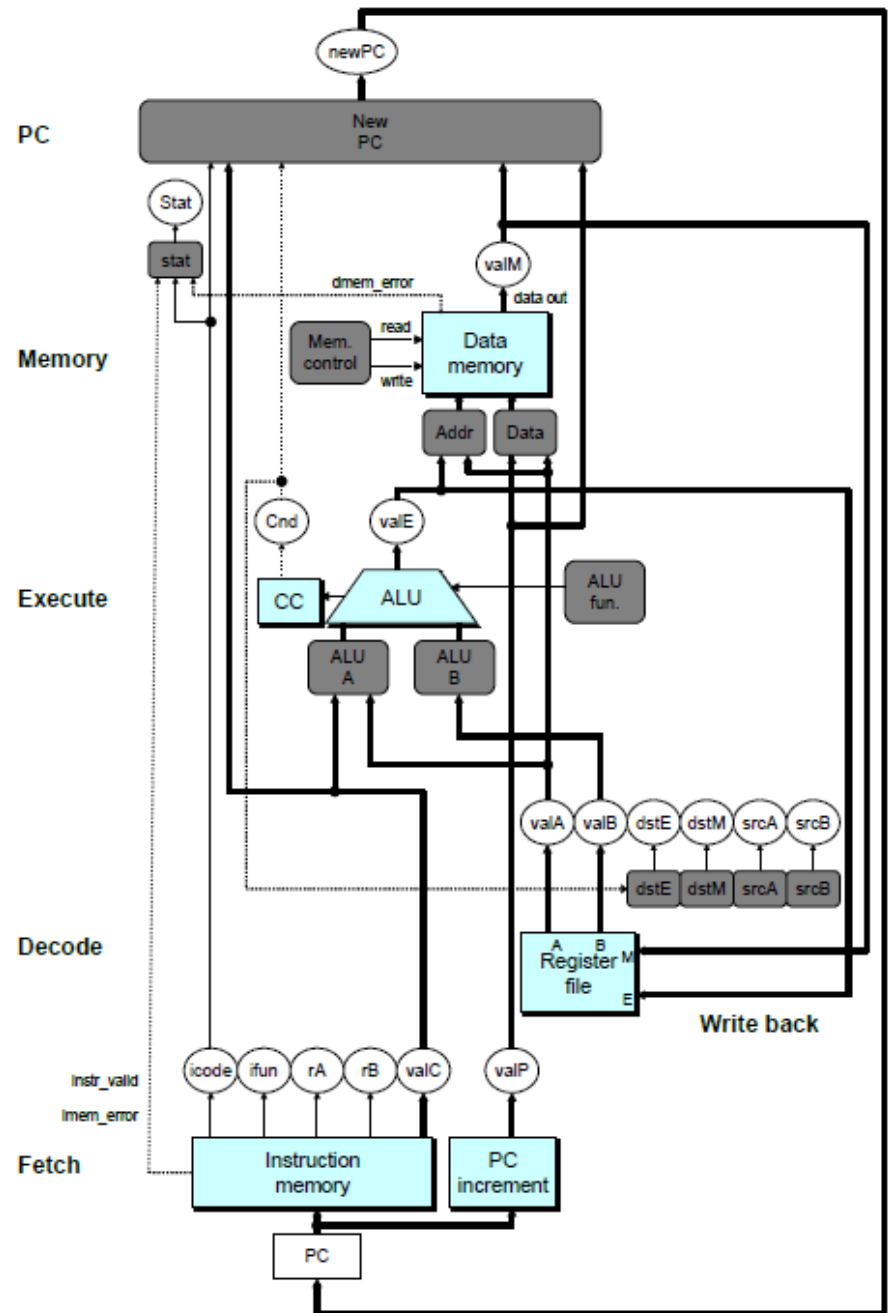 newPC
PC
New
PC
Stat
stat
valM
dmem_error
data out
Memory
Mem.
control
read
write
Data
memory
Addr
Data
Cnd
valE
Execute
CC
ALU
ALU
fun.
ALU
A
ALU
B
valA
valB
dstE
dstM
srcA
srcB
dstE
dstM
srcA
srcB
Decode
A
B
Register
file
M
E
Write back
icode
ifun
rA
rB
valC
valP
Instr_valid
Imem_error
Fetch
Instruction
memory
PC
increment
PC